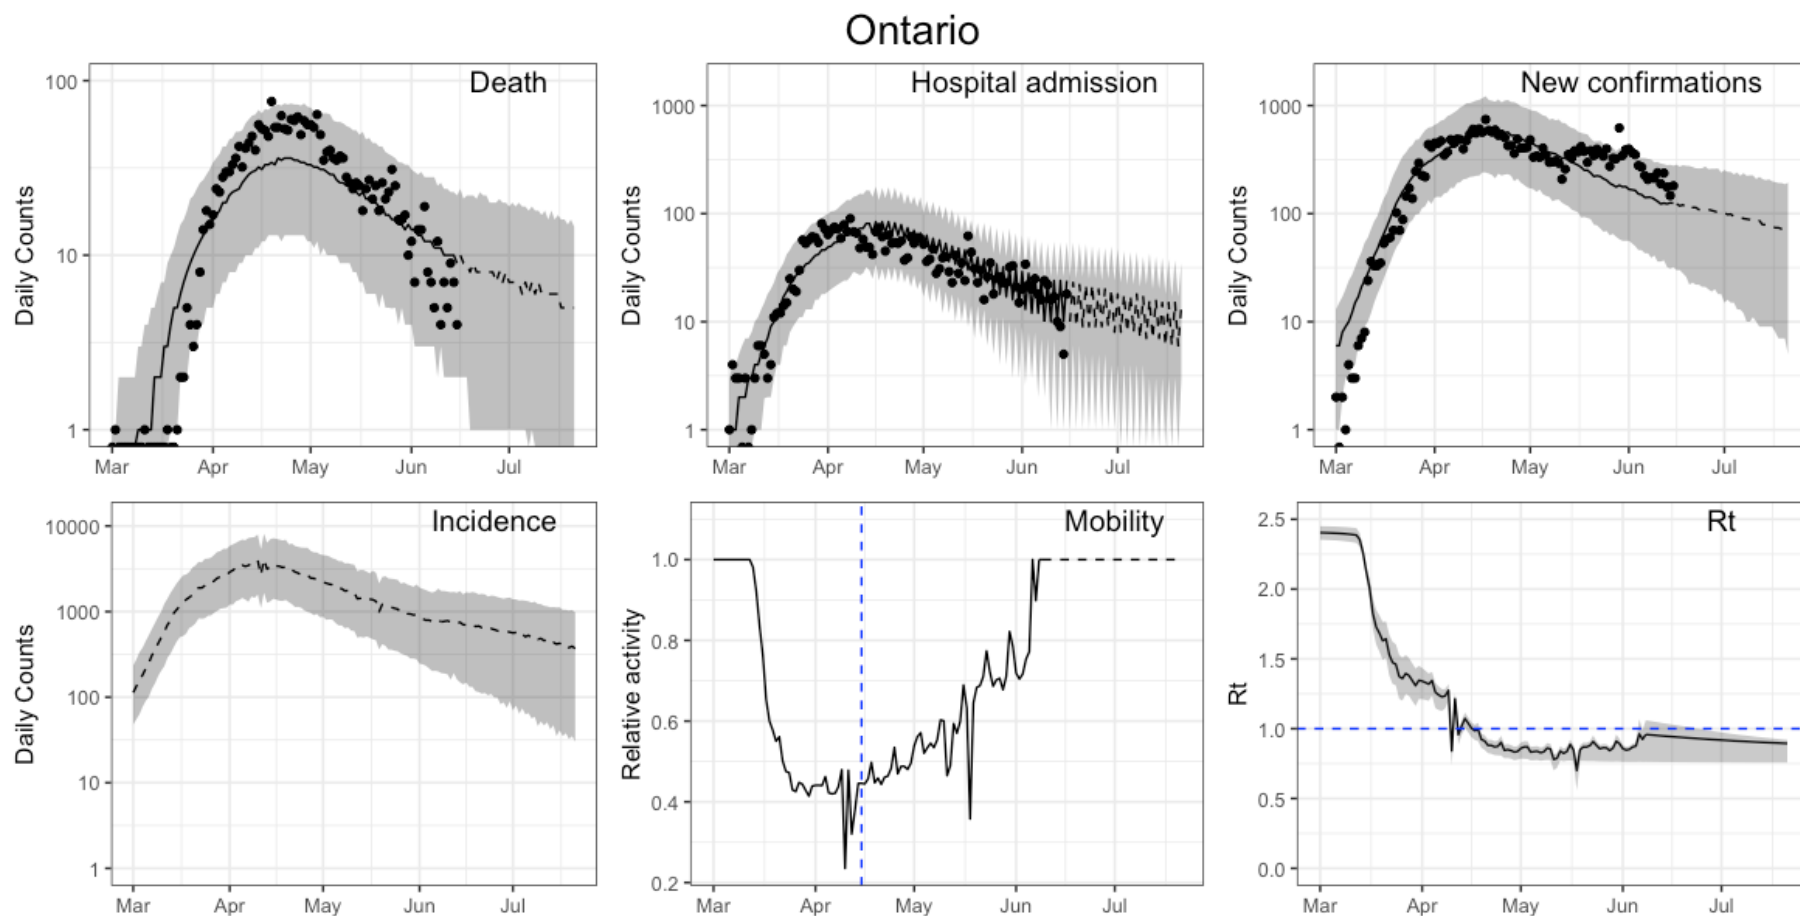 Ontario
Death
Daily Counts
100
10
1
Mar Apr May Jun Jul
Hospital admission
Daily Counts
1000
100
10
1
Mar Apr May Jun Jul
New confirmations
Daily Counts
1000
100
10
1
Mar Apr May Jun Jul
Incidence
Daily Counts
10000
1000
100
10
1
Mar Apr May Jun Jul
Mobility
Relative activity
1.0
0.8
0.6
0.4
0.2
Mar Apr May Jun Jul
Rt
Rt
2.5
2.0
1.5
1.0
0.5
0.0
Mar Apr May Jun Jul